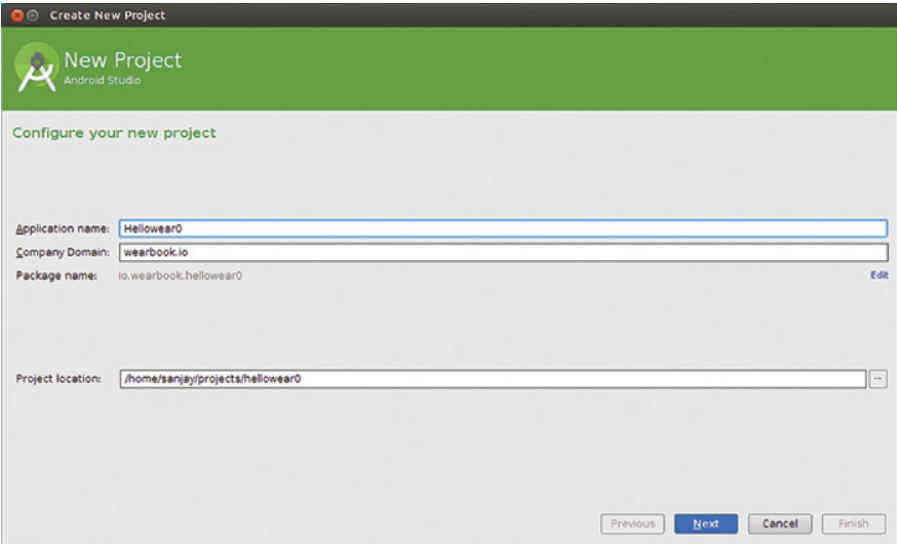 Create New Project
New Project
Android Studio
Configure your new project
Application name: Hellowear0
Company Domain: wearbook.io
Package name: io.wearbook.hellowear0 Edit
Project location: /home/sanjay/projects/hellowear0 ...
Previous Next Cancel Finish